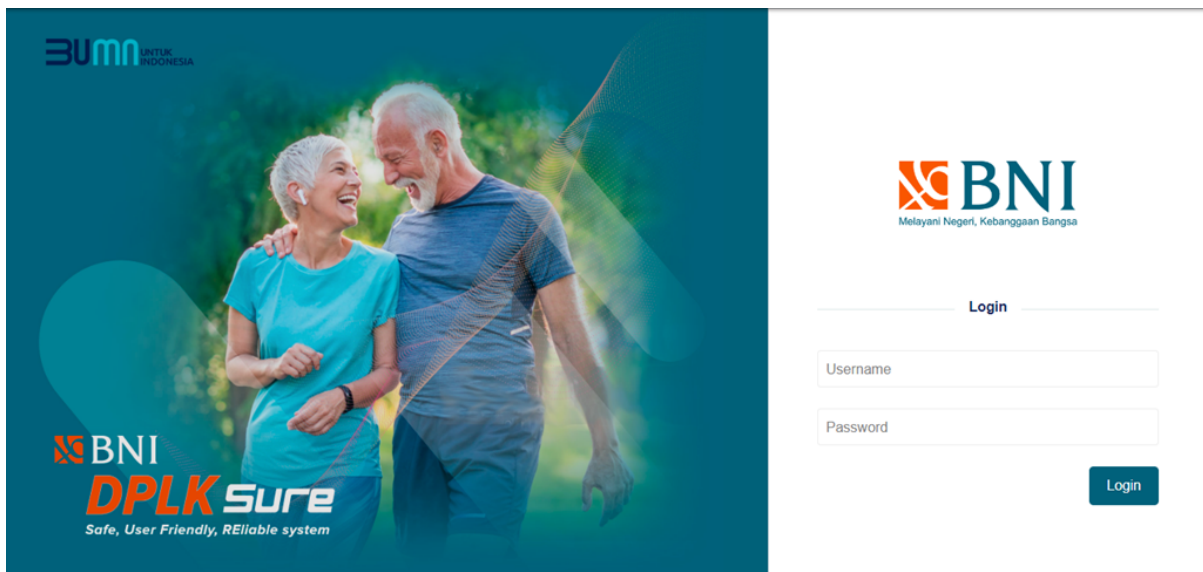 BUMN UNTUK
INDONESIA
BNI
DPLK Sure
Safe, User Friendly, REliable system
BNI
Melayani Negeri, Kebanggaan Bangsa
Login
Username
Password
Login